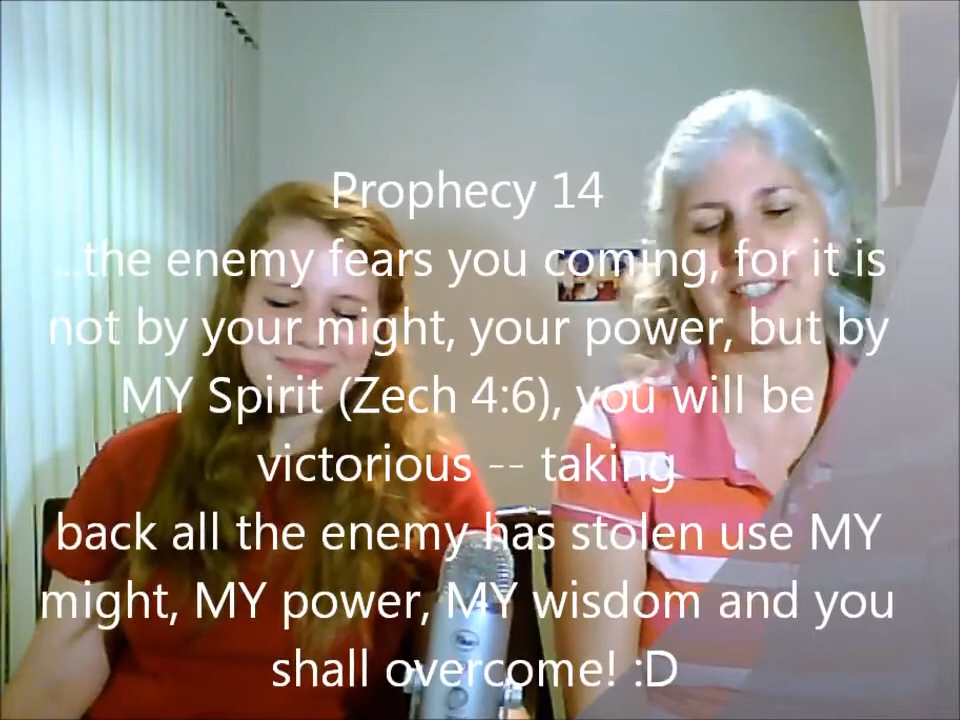 Prophecy 14
...the enemy fears you coming, for it is
not by your might, your power, but by
MY Spirit (Zech 4:6), you will be
victorious -- taking
back all the enemy has stolen use MY
might, MY power, MY wisdom and you
shall overcome! :D